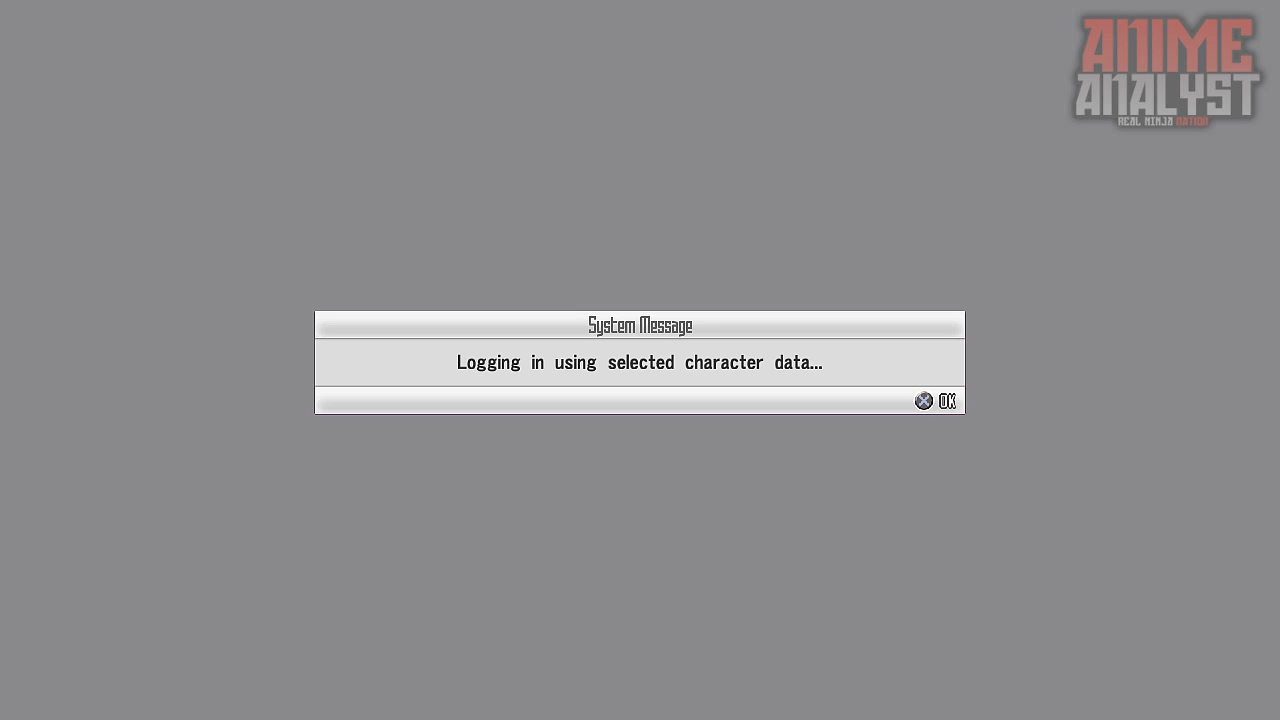 ANIME
ANALYST
REAL NINJA NATION
System Message
Logging in using selected character data...
OK